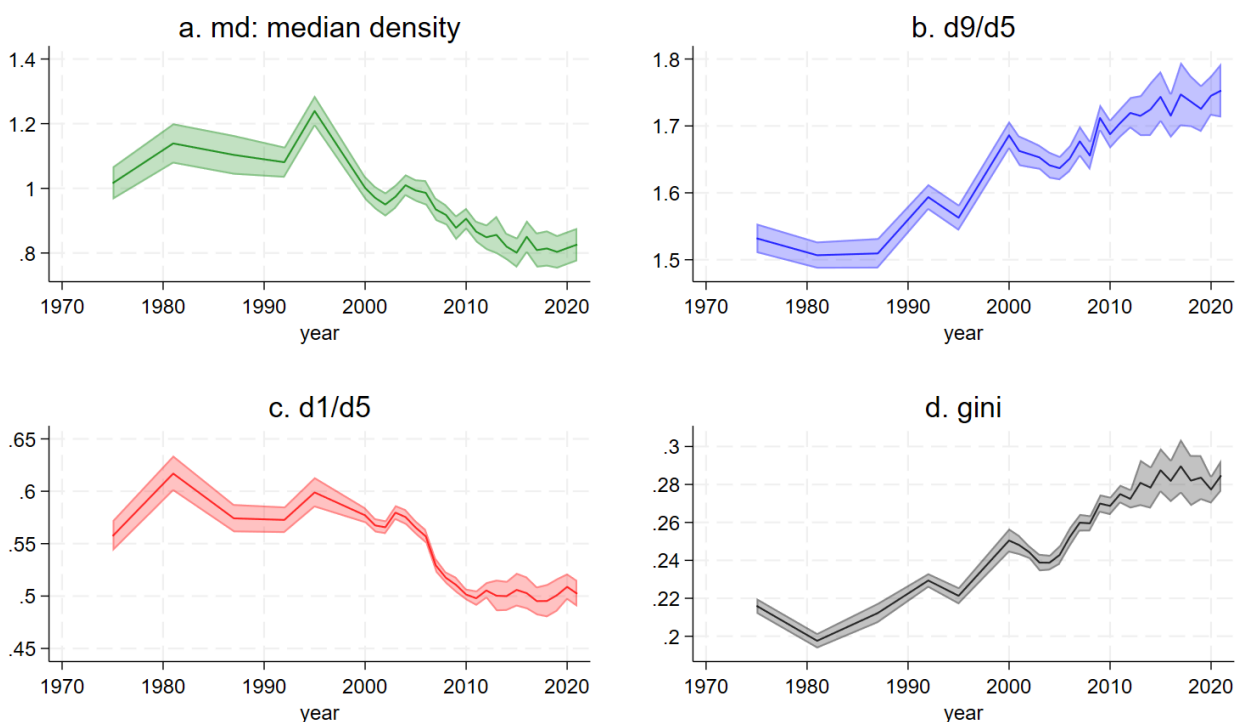 a. md: median density
1.4
1.2
1
.8
1970 1980 1990 2000 2010 2020
year
b. d9/d5
1.8
1.7
1.6
1.5
1970 1980 1990 2000 2010 2020
year
c. d1/d5
.65
.6
.55
.5
.45
1970 1980 1990 2000 2010 2020
year
d. gini
.3
.28
.26
.24
.22
.2
1970 1980 1990 2000 2010 2020
year